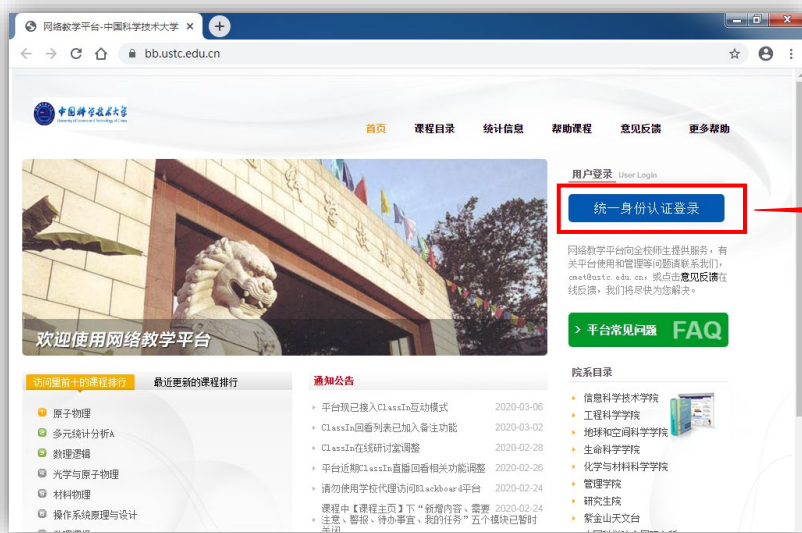 网络教学平台-中国科学技术大学
bb.ustc.edu.cn
中国科学技术大学
University of Science and Technology of China
首页 课程目录 统计信息 帮助课程 意见反馈 更多帮助
欢迎使用网络教学平台
用户登录 User Login
统一身份认证登录
网络教学平台向全校师生提供服务，有
关平台使用和管理等问题请联系我们，
cmet@ustc.edu.cn，或点击意见反馈在
线反馈，我们将尽快为您解决。
> 平台常见问题 FAQ
访问量前十的课程排行 最近更新的课程排行
原子物理
多元统计分析A
数理逻辑
光学与原子物理
材料物理
操作系统原理与设计
通知公告
平台现已接入ClassIn互动模式 2020-03-06
ClassIn回看列表已加入备注功能 2020-03-02
ClassIn在线研讨室调整 2020-02-28
平台近期ClassIn直播回看相关功能调整 2020-02-26
请勿使用学校代理访问Blackboard平台 2020-02-24
课程中【课程主页】下“新增内容、需要 2020-02-24
注意、警报、待办事宜、我的任务”五个模块已暂时
关闭
院系目录
信息科学技术学院
工程科学学院
地球和空间科学学院
生命科学学院
化学与材料科学学院
管理学院
研究生院
紫金山天文台